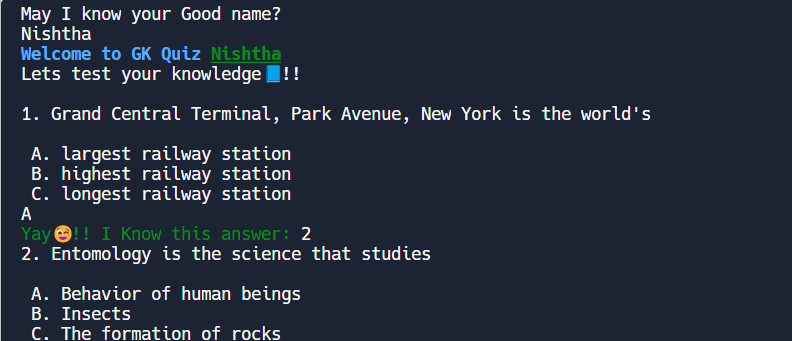 May I know your Good name?
Nishtha
Welcome to GK Quiz Nishtha
Lets test your knowledge📘!!
1. Grand Central Terminal, Park Avenue, New York is the world's
A. largest railway station
B. highest railway station
C. longest railway station
A
Yay😜!! I Know this answer: 2
2. Entomology is the science that studies
A. Behavior of human beings
B. Insects
C. The formation of rocks